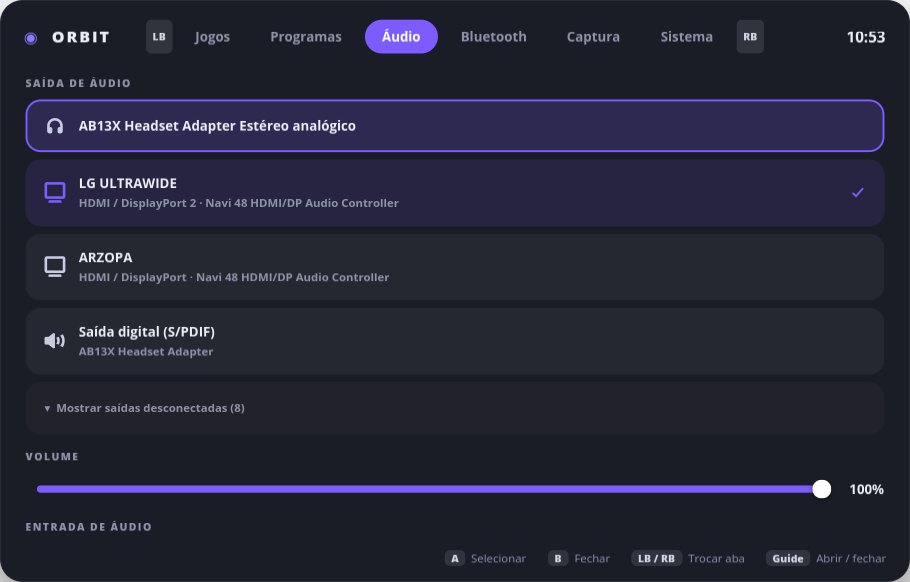 ORBIT LB Jogos Programas Áudio Bluetooth Captura Sistema RB 10:53
SAÍDA DE ÁUDIO
AB13X Headset Adapter Estéreo analógico
LG ULTRAWIDE
HDMI / DisplayPort 2 · Navi 48 HDMI/DP Audio Controller
ARZOPA
HDMI / DisplayPort · Navi 48 HDMI/DP Audio Controller
Saída digital (S/PDIF)
AB13X Headset Adapter
▾ Mostrar saídas desconectadas (8)
VOLUME
100%
ENTRADA DE ÁUDIO
A Selecionar B Fechar LB / RB Trocar aba Guide Abrir / fechar